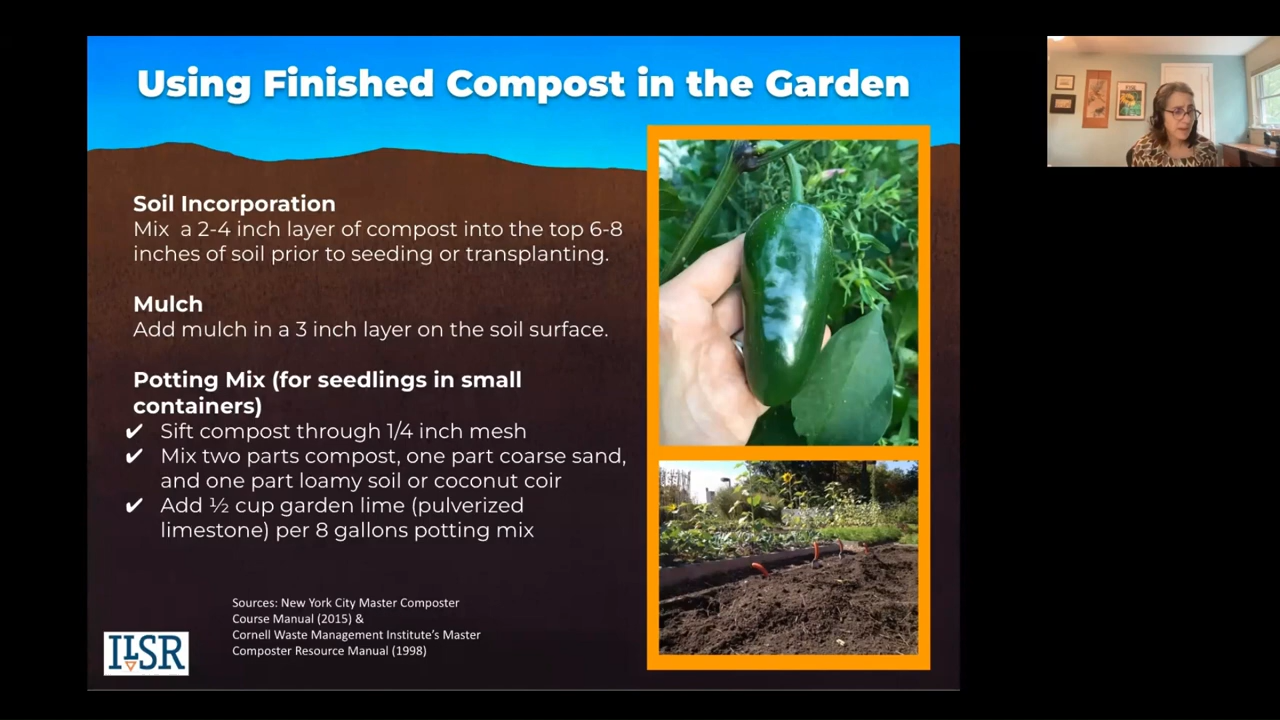 Using Finished Compost in the Garden
Soil Incorporation
Mix a 2-4 inch layer of compost into the top 6-8
inches of soil prior to seeding or transplanting.
Mulch
Add mulch in a 3 inch layer on the soil surface.
Potting Mix (for seedlings in small
containers)
✔ Sift compost through 1/4 inch mesh
✔ Mix two parts compost, one part coarse sand,
and one part loamy soil or coconut coir
✔ Add ½ cup garden lime (pulverized
limestone) per 8 gallons potting mix
Sources: New York City Master Composter
Course Manual (2015) &
Cornell Waste Management Institute's Master
Composter Resource Manual (1998)
ILSR